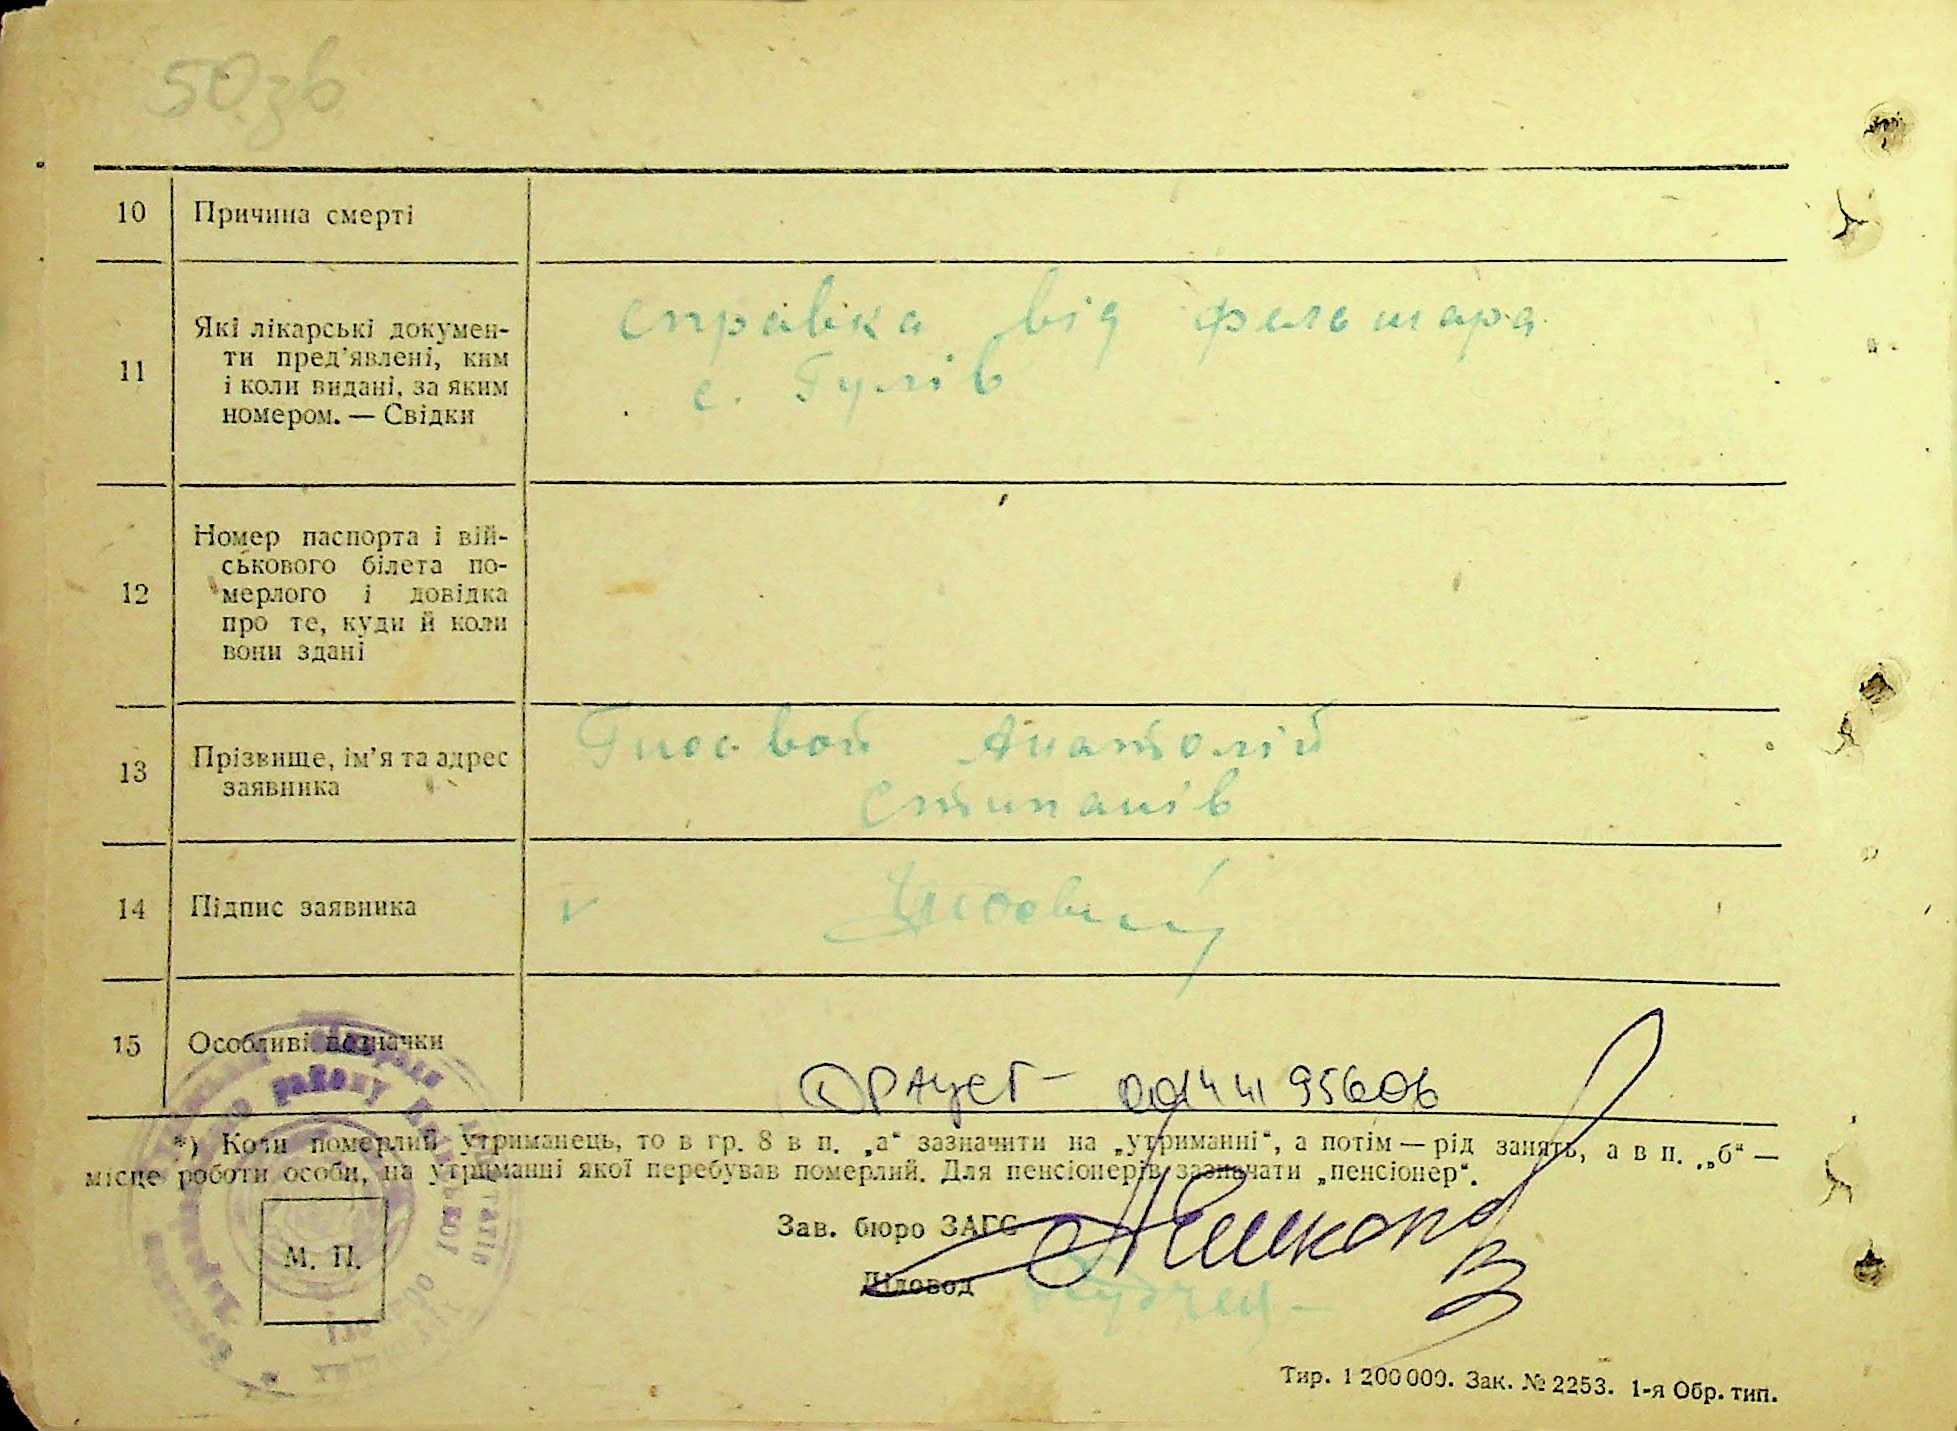 50зв
10 Причина смерті
11 Які лікарські докумен-
ти пред'явлені, ким
і коли видані, за яким
номером. — Свідки
справка від фельшара
с. Гулів
12 Номер паспорта і вій-
ськового білета по-
мерлого і довідка
про те, куди й коли
вони здані
13 Прізвище, ім'я та адрес
заявника
Анатолій
Стипанів
14 Підпис заявника
15 Особливі відзначки
*) Коли померлий утриманець, то в гр. 8 в п. „а“ зазначити на „утриманні“, а потім — рід занять, а в п. „б“ —
місце роботи особи, на утриманні якої перебував померлий. Для пенсіонерів зазначати „пенсіонер“.
М. П.
Зав. бюро ЗАГС
Діловод
Тир. 1 200 000. Зак. № 2253. 1-я Обр. тип.